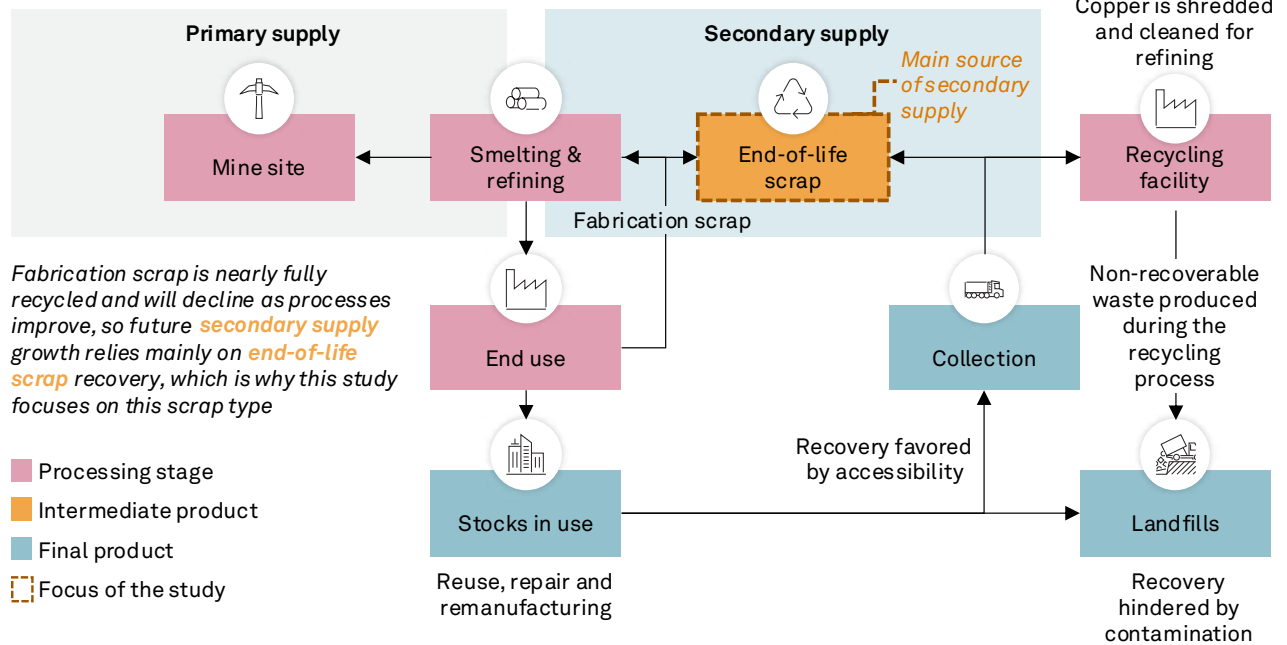 Primary supply
Secondary supply
Copper is shredded
and cleaned for
refining
Main source
of secondary
supply
Mine site
Smelting &
refining
End-of-life
scrap
Recycling
facility
Fabrication scrap
Fabrication scrap is nearly fully
recycled and will decline as processes
improve, so future secondary supply
growth relies mainly on end-of-life
scrap recovery, which is why this study
focuses on this scrap type
End use
Collection
Non-recoverable
waste produced
during the
recycling
process
Recovery favored
by accessibility
Processing stage
Intermediate product
Final product
Focus of the study
Stocks in use
Landfills
Reuse, repair and
remanufacturing
Recovery
hindered by
contamination